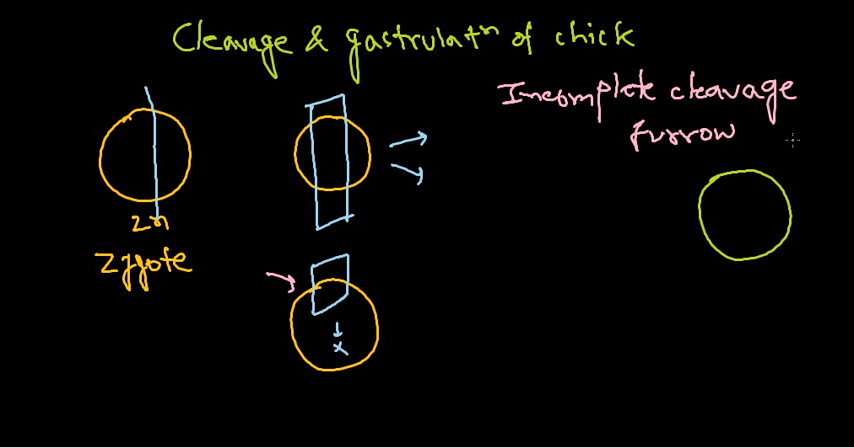 Cleavage & gastrulatn of chick
Incomplete cleavage
furrow
2n
Zygote
x